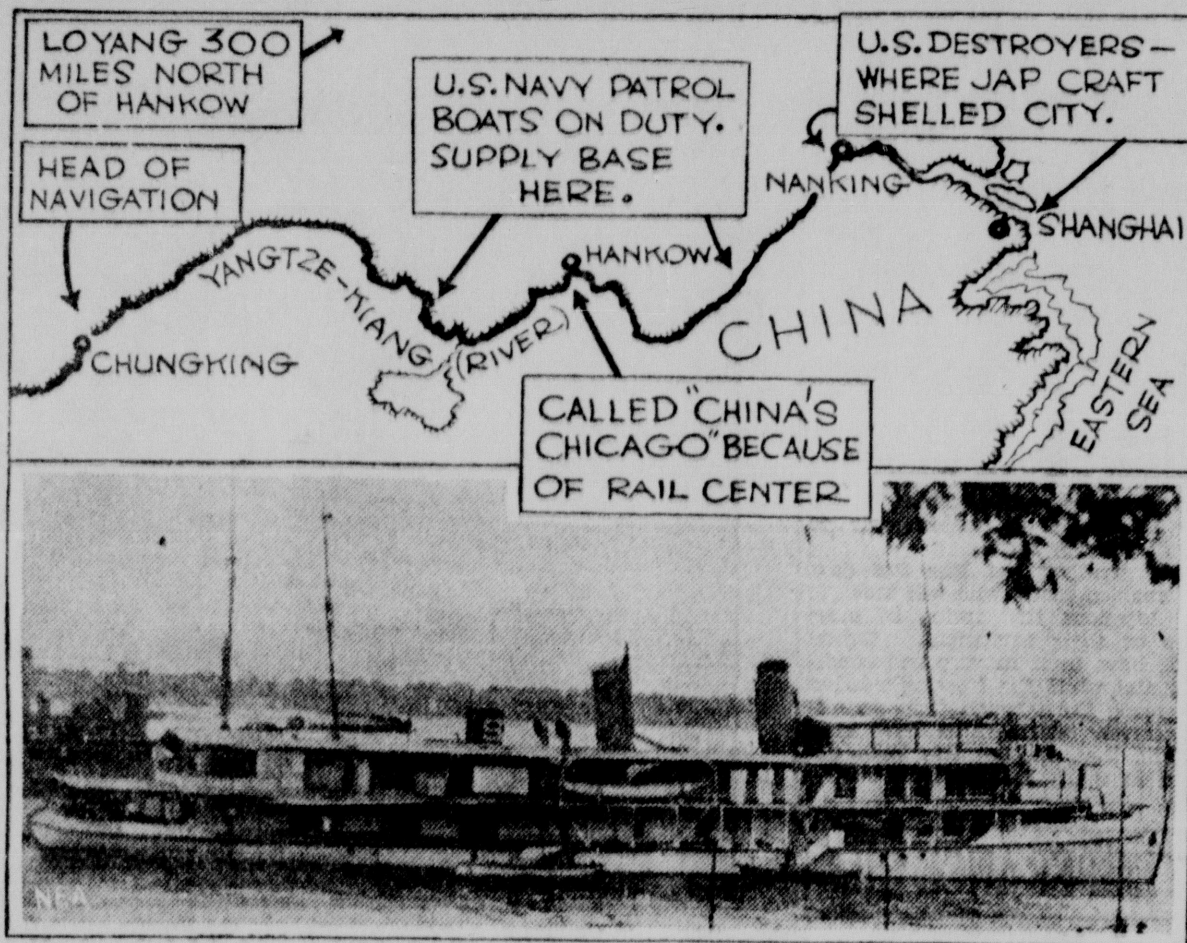 LOYANG 300
MILES NORTH
OF HANKOW
HEAD OF
NAVIGATION
U.S. NAVY PATROL
BOATS ON DUTY.
SUPPLY BASE
HERE.
U.S. DESTROYERS—
WHERE JAP CRAFT
SHELLED CITY.
NANKING
SHANGHAI
HANKOW
YANGTZE-KIANG
(RIVER)
CHUNGKING
CHINA
EASTERN
SEA
CALLED "CHINA'S
CHICAGO" BECAUSE
OF RAIL CENTER
NEA